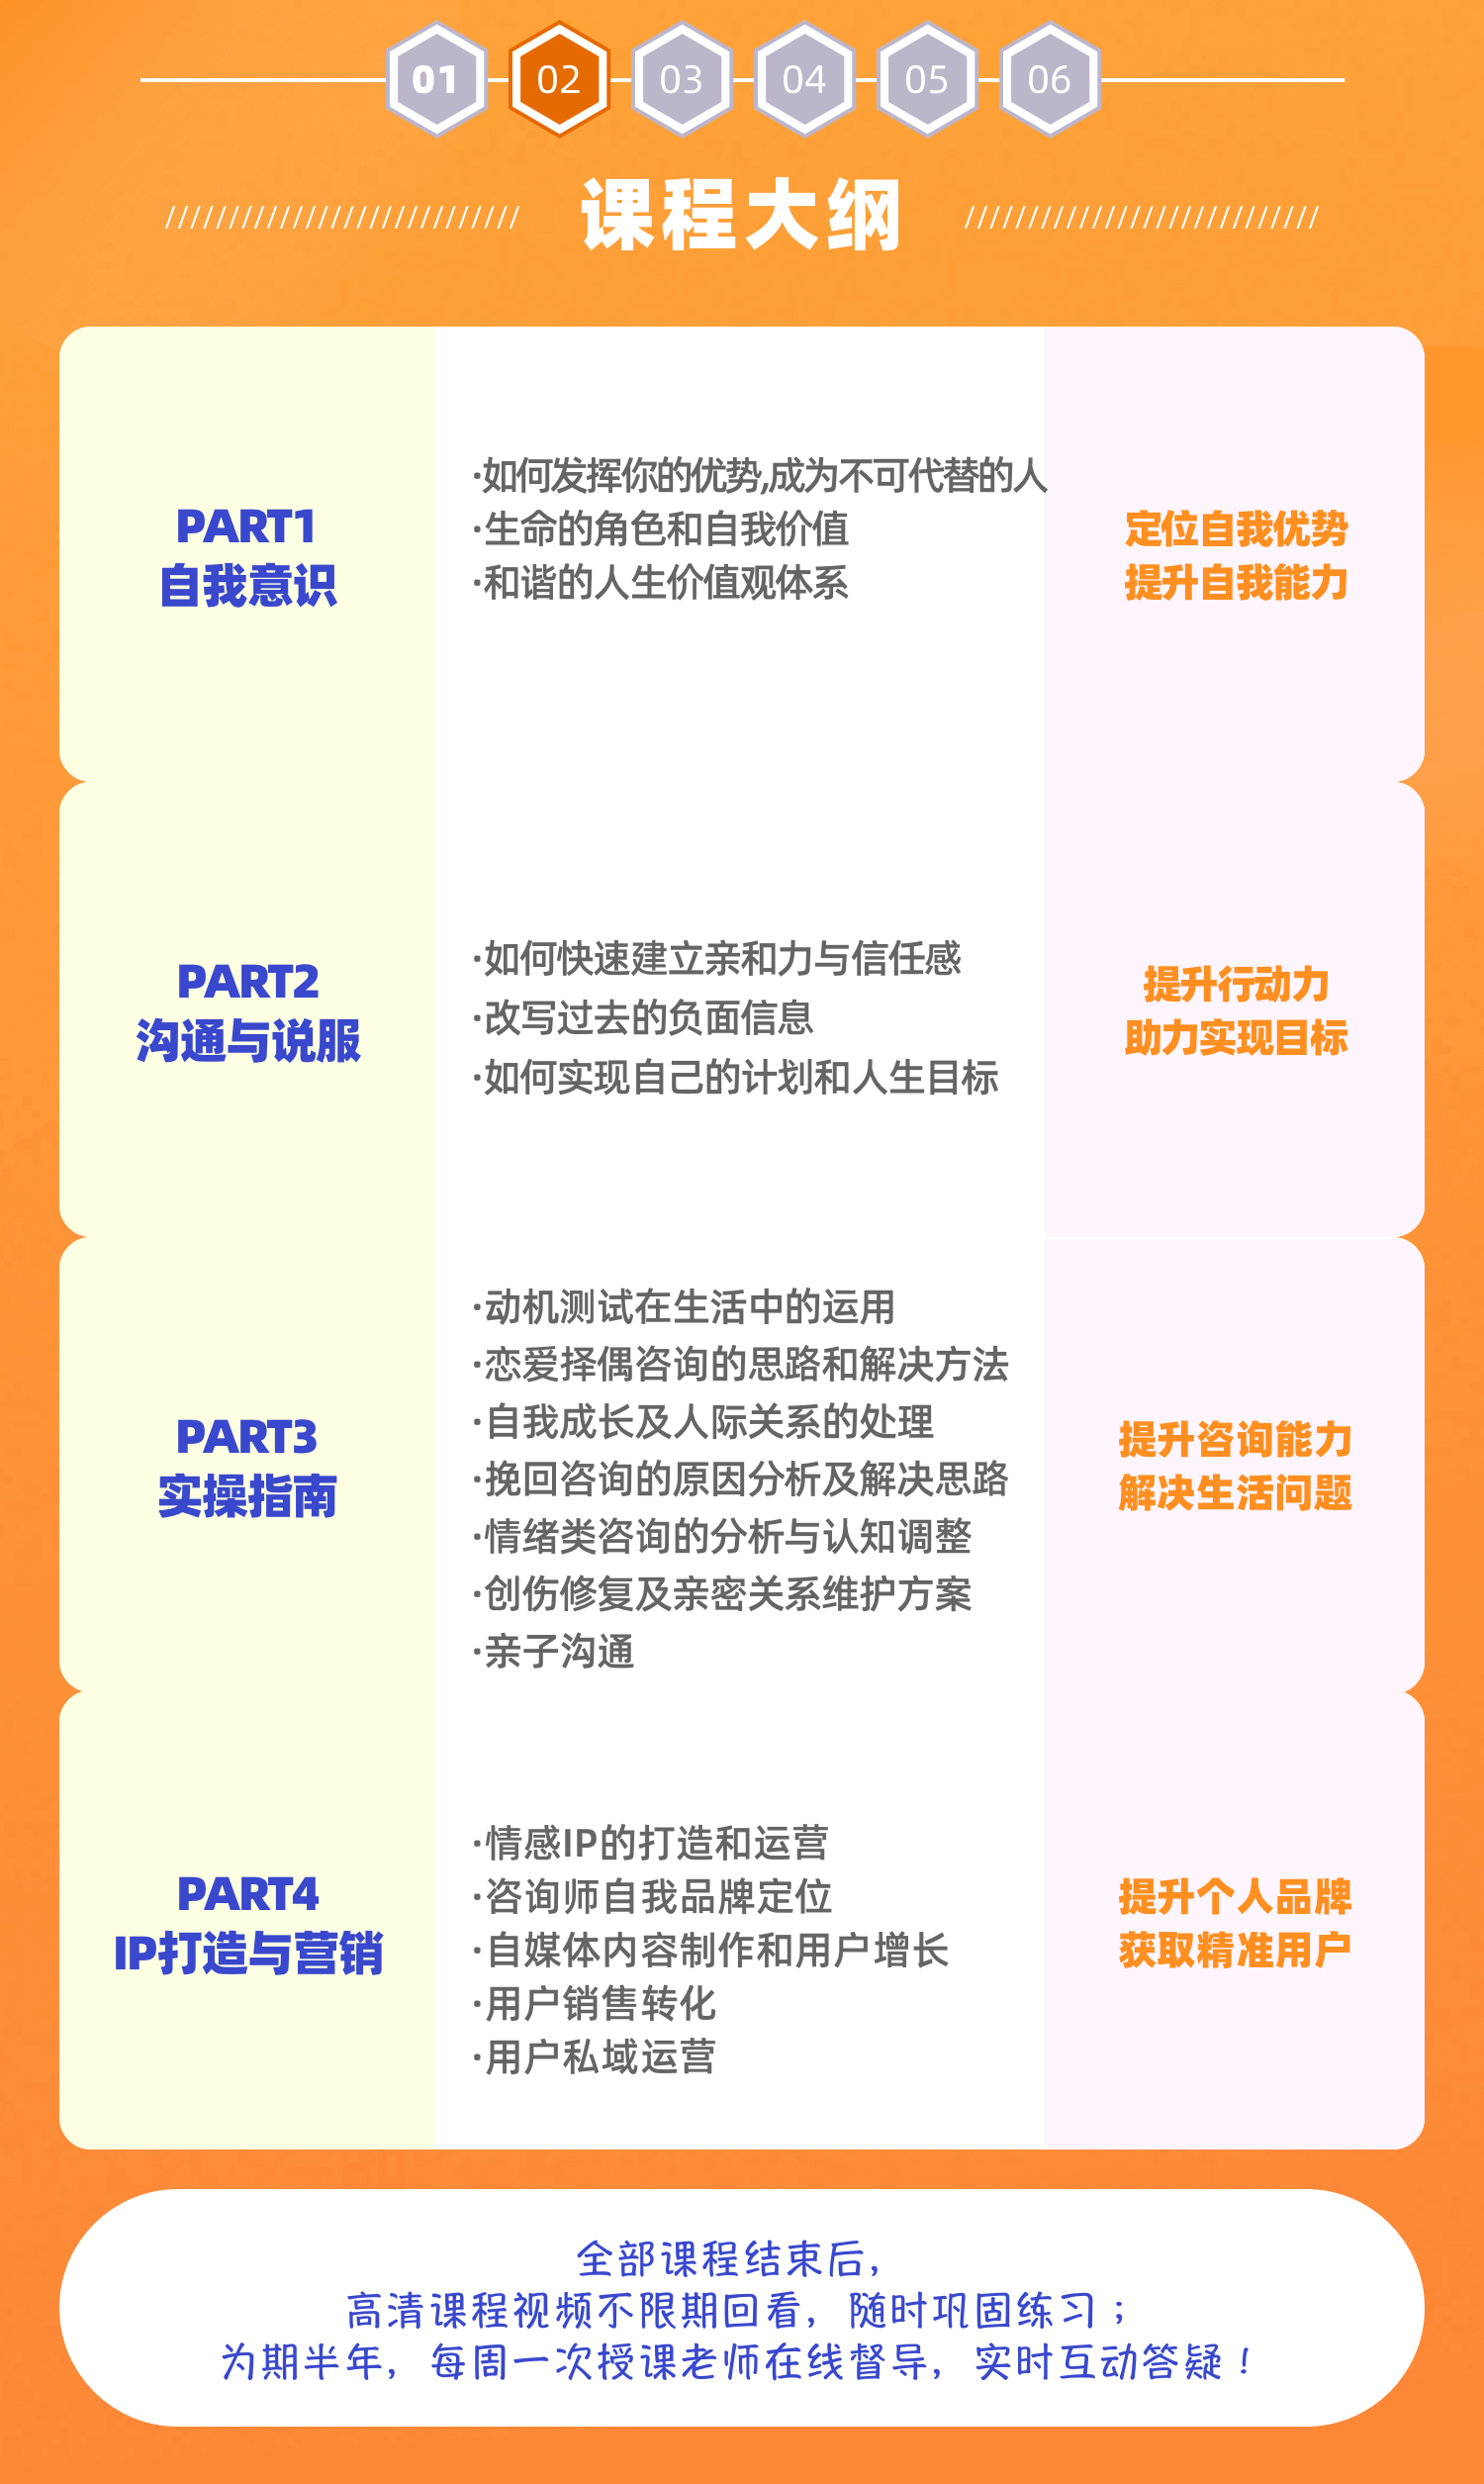 01 02 03 04 05 06
课程大纲
PART1
自我意识
·如何发挥你的优势,成为不可代替的人
·生命的角色和自我价值
·和谐的人生价值观体系
定位自我优势
提升自我能力
PART2
沟通与说服
·如何快速建立亲和力与信任感
·改写过去的负面信息
·如何实现自己的计划和人生目标
提升行动力
助力实现目标
PART3
实操指南
·动机测试在生活中的运用
·恋爱择偶咨询的思路和解决方法
·自我成长及人际关系的处理
·挽回咨询的原因分析及解决思路
·情绪类咨询的分析与认知调整
·创伤修复及亲密关系维护方案
·亲子沟通
提升咨询能力
解决生活问题
PART4
IP打造与营销
·情感IP的打造和运营
·咨询师自我品牌定位
·自媒体内容制作和用户增长
·用户销售转化
·用户私域运营
提升个人品牌
获取精准用户
全部课程结束后，
高清课程视频不限期回看，随时巩固练习；
为期半年，每周一次授课老师在线督导，实时互动答疑！